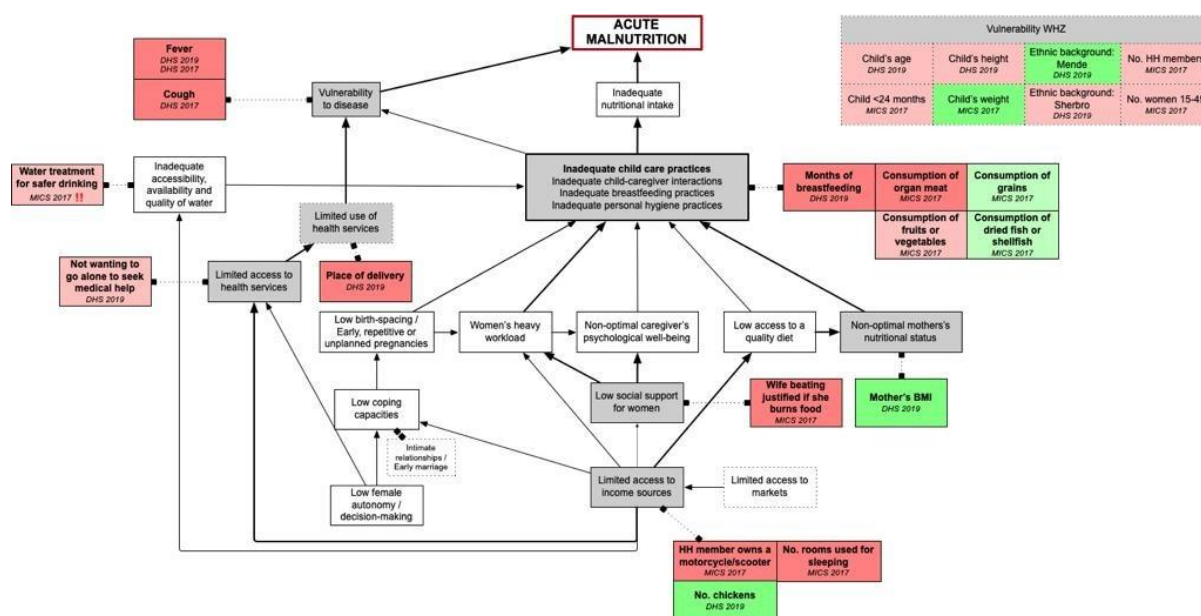 ACUTE
MALNUTRITION
Vulnerability WHZ
Child's age
DHS 2019
Child's height
DHS 2019
Ethnic background:
Mende
DHS 2019
No. HH members
MICS 2017
Child <24 months
MICS 2017
Child's weight
MICS 2017
Ethnic background:
Sherbro
DHS 2019
No. women 15-49
MICS 2017
Fever
DHS 2019
DHS 2017
Cough
DHS 2017
Vulnerability
to disease
Inadequate
nutritional intake
Water treatment
for safer drinking
MICS 2017 !!
Inadequate
accessibility,
availability and
quality of water
Inadequate child care practices
Inadequate child-caregiver interactions
Inadequate breastfeeding practices
Inadequate personal hygiene practices
Months of
breastfeeding
DHS 2019
Consumption of
organ meat
MICS 2017
Consumption of
grains
MICS 2017
Consumption of
fruits or
vegetables
MICS 2017
Consumption of
dried fish or
shellfish
MICS 2017
Limited use of
health services
Not wanting to
go alone to seek
medical help
DHS 2019
Limited access to
health services
Place of delivery
DHS 2019
Low birth-spacing /
Early, repetitive or
unplanned pregnancies
Women's heavy
workload
Non-optimal caregiver's
psychological well-being
Low access to a
quality diet
Non-optimal mothers's
nutritional status
Low coping
capacities
Low social support
for women
Wife beating
justified if she
burns food
MICS 2017
Mother's BMI
DHS 2019
Intimate
relationships /
Early marriage
Low female
autonomy /
decision-making
Limited access to
income sources
Limited access to
markets
HH member owns a
motorcycle/scooter
MICS 2017
No. rooms used for
sleeping
MICS 2017
No. chickens
DHS 2019